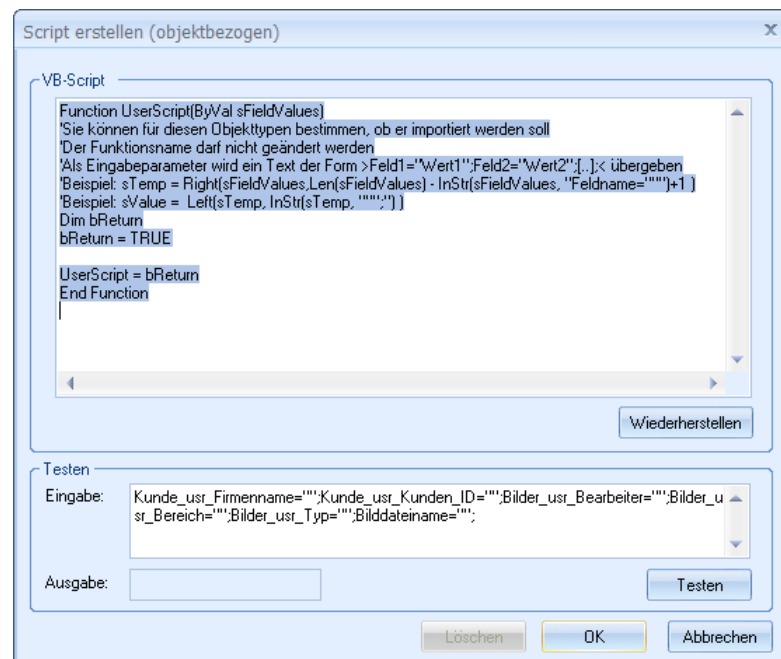 Script erstellen (objektbezogen)
x
VB-Script
Function UserScript(ByVal sFieldValues)
'Sie können für diesen Objekttypen bestimmen, ob er importiert werden soll
'Der Funktionsname darf nicht geändert werden
'Als Eingabeparameter wird ein Text der Form >Feld1="Wert1";Feld2="Wert2";[..];< übergeben
'Beispiel: sTemp = Right(sFieldValues,Len(sFieldValues) - InStr(sFieldValues, "Feldname=""")+1 )
'Beispiel: sValue = Left(sTemp, InStr(sTemp, """;") )
Dim bReturn
bReturn = TRUE
UserScript = bReturn
End Function
Wiederherstellen
Testen
Eingabe:
Kunde_usr_Firmenname="";Kunde_usr_Kunden_ID="";Bilder_usr_Bearbeiter="";Bilder_u
sr_Bereich="";Bilder_usr_Typ="";Bilddateiname="";
Ausgabe:
Testen
Löschen
OK
Abbrechen